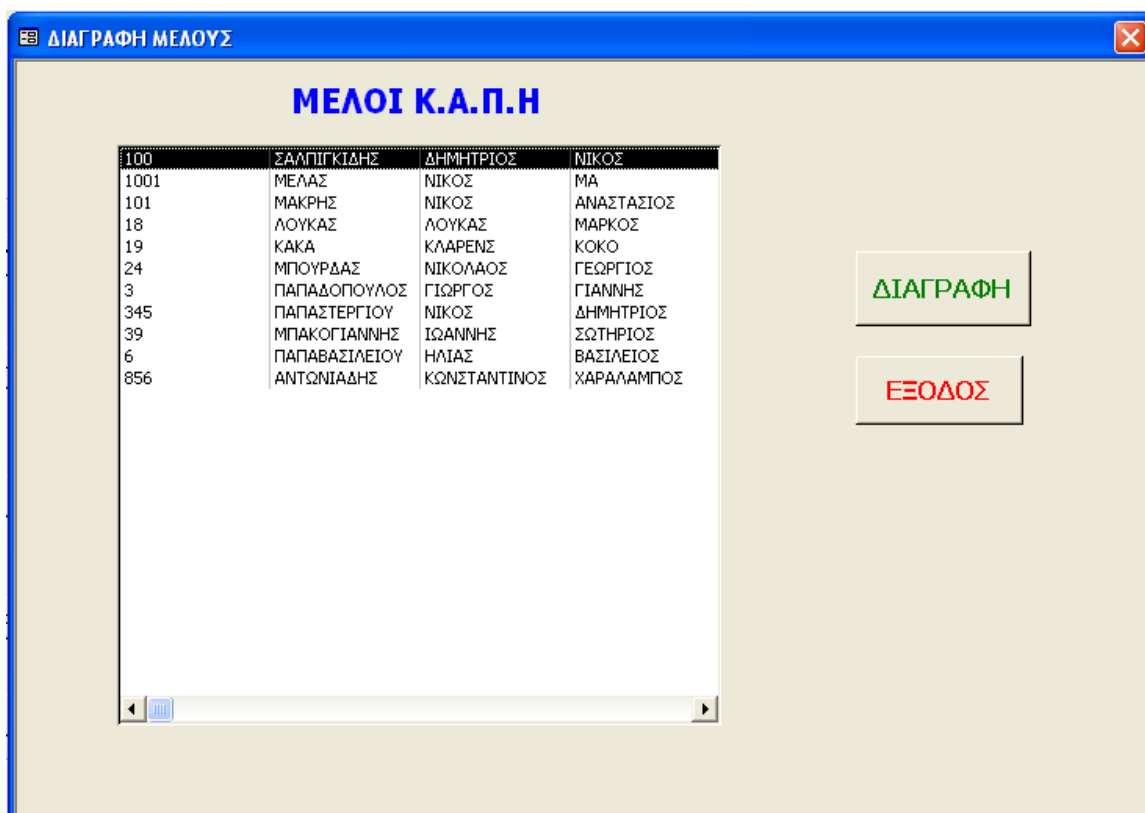 ΔΙΑΓΡΑΦΗ ΜΕΛΟΥΣ
ΜΕΛΟΙ Κ.Α.Π.Η
100 ΣΑΛΠΙΓΚΙΔΗΣ ΔΗΜΗΤΡΙΟΣ ΝΙΚΟΣ
1001 ΜΕΛΑΣ ΝΙΚΟΣ ΜΑ
101 ΜΑΚΡΗΣ ΝΙΚΟΣ ΑΝΑΣΤΑΣΙΟΣ
18 ΛΟΥΚΑΣ ΛΟΥΚΑΣ ΜΑΡΚΟΣ
19 ΚΑΚΑ ΚΛΑΡΕΝΣ ΚΟΚΟ
24 ΜΠΟΥΡΔΑΣ ΝΙΚΟΛΑΟΣ ΓΕΩΡΓΙΟΣ
3 ΠΑΠΑΔΟΠΟΥΛΟΣ ΓΙΩΡΓΟΣ ΓΙΑΝΝΗΣ
345 ΠΑΠΑΣΤΕΡΓΙΟΥ ΝΙΚΟΣ ΔΗΜΗΤΡΙΟΣ
39 ΜΠΑΚΟΓΙΑΝΝΗΣ ΙΩΑΝΝΗΣ ΣΩΤΗΡΙΟΣ
6 ΠΑΠΑΒΑΣΙΛΕΙΟΥ ΗΛΙΑΣ ΒΑΣΙΛΕΙΟΣ
856 ΑΝΤΩΝΙΑΔΗΣ ΚΩΝΣΤΑΝΤΙΝΟΣ ΧΑΡΑΛΑΜΠΟΣ
ΔΙΑΓΡΑΦΗ
ΕΞΟΔΟΣ